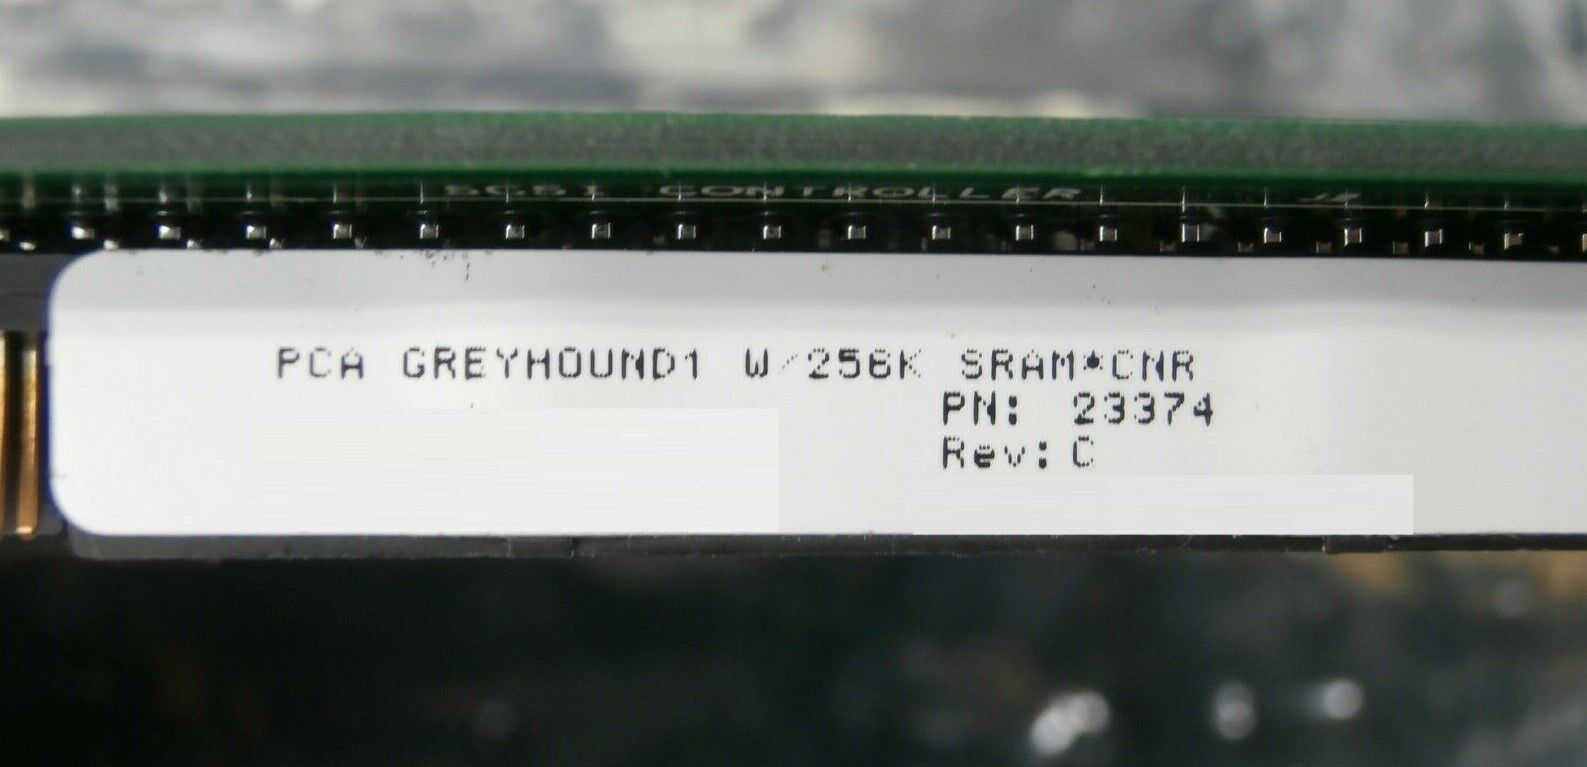 SCSI CONTROLLER
PCA GREYHOUND1 W/256K SRAM*CNR
PN: 23374
Rev: C